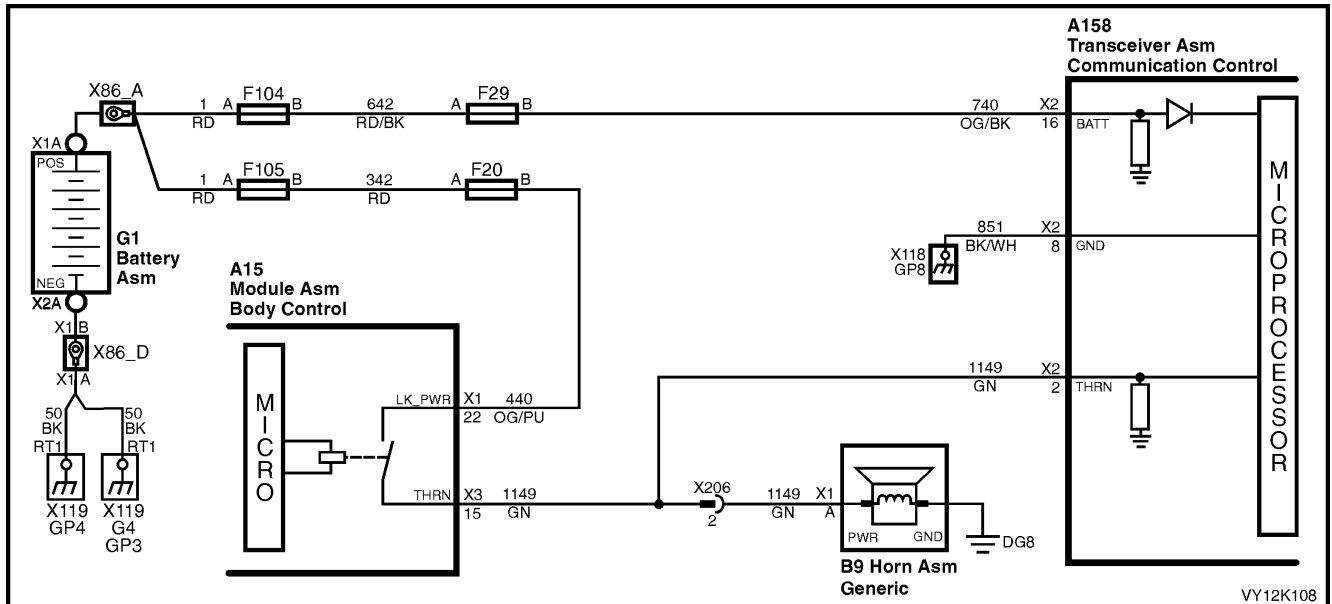 A158
Transceiver Asm
Communication Control
X86_A
1
RD
A
F104
B
642
RD/BK
A
F29
B
740
OG/BK
X2
16
BATT
X1A
POS
G1
Battery
Asm
NEG
X2A
1
RD
A
F105
B
342
RD
A
F20
B
X118
GP8
851
BK/WH
X2
8
GND
MICROPROCESSOR
X1 B
X86_D
X1 A
50
BK
RT1
50
BK
RT1
X119
GP4
X119
G4
GP3
A15
Module Asm
Body Control
MICRO
LK_PWR
X1
22
440
OG/PU
THRN
X3
15
1149
GN
1149
GN
X2
2
THRN
X206
2
1149
GN
X1
A
PWR
GND
DG8
B9 Horn Asm
Generic
VY12K108